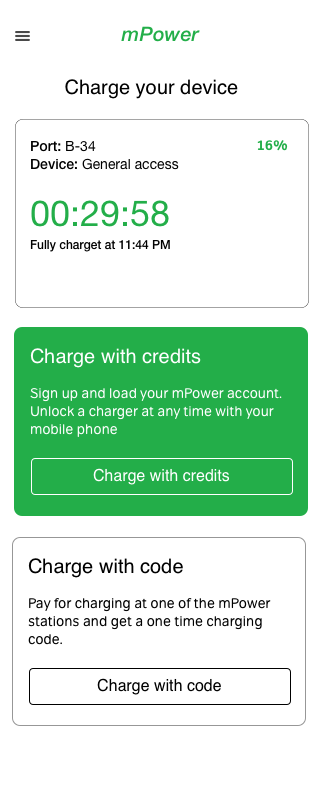 mPower
Charge your device
Port: B-34
16%
Device: General access
00:29:58
Fully charget at 11:44 PM
Charge with credits
Sign up and load your mPower account.
Unlock a charger at any time with your
mobile phone
Charge with credits
Charge with code
Pay for charging at one of the mPower
stations and get a one time charging
code.
Charge with code